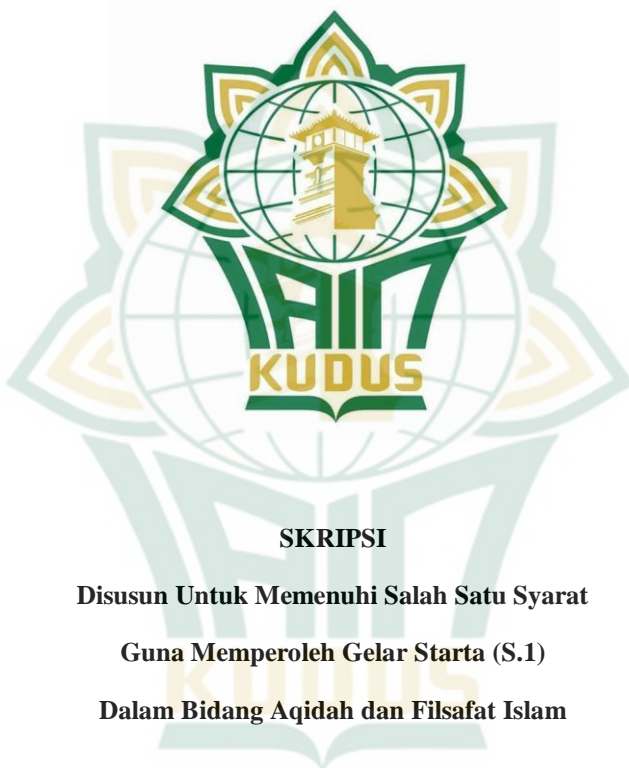 IAIN
KUDUS
SKRIPSI
Disusun Untuk Memenuhi Salah Satu Syarat
Guna Memperoleh Gelar Starta (S.1)
Dalam Bidang Aqidah dan Filsafat Islam